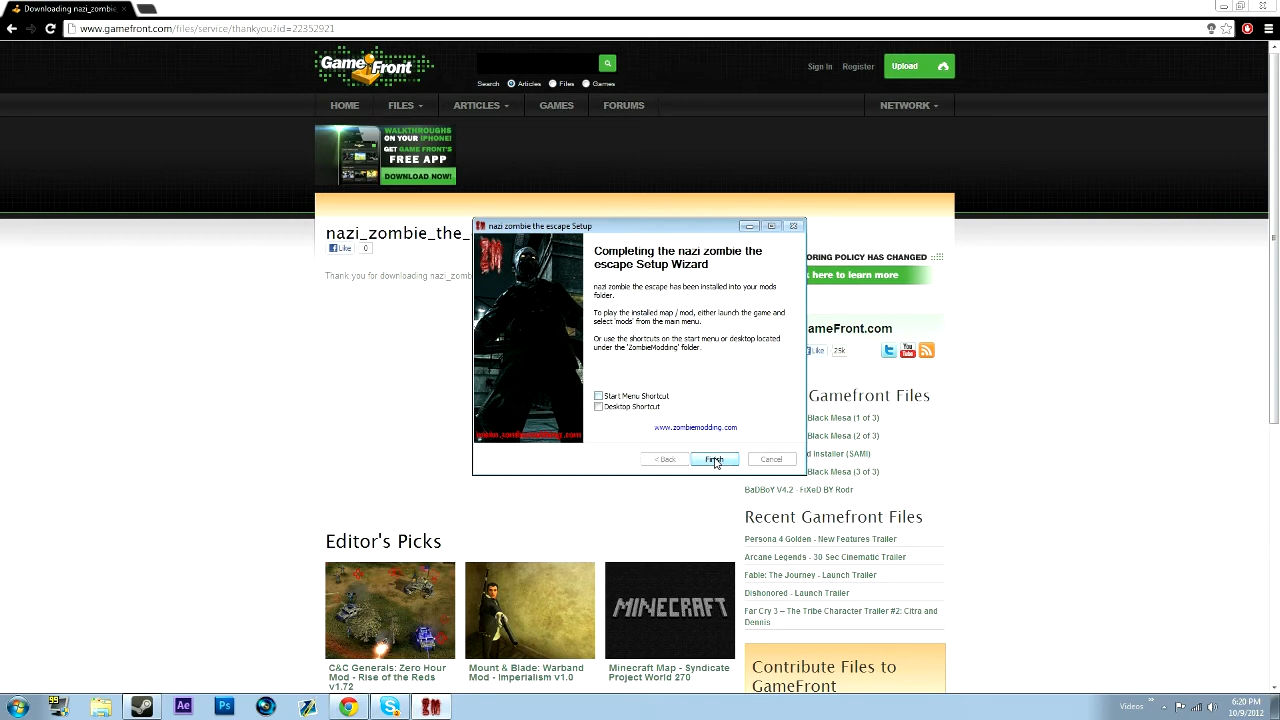 Downloading nazi_zombie_
www.gamefront.com/files/service/thankyou?id=22352921
GameFront
Search Articles Files Games
Sign In Register Upload
HOME FILES ARTICLES GAMES FORUMS NETWORK
WALKTHROUGHS
ON YOUR IPHONE!
GET GAME FRONT'S
FREE APP
DOWNLOAD NOW!
nazi_zombie_the_
Like 0
Thank you for downloading nazi_zomb
nazi zombie the escape Setup
Completing the nazi zombie the
escape Setup Wizard
nazi zombie the escape has been installed into your mods
folder.
To play the installed map / mod, either launch the game and
select 'mods' from the main menu.
Or use the shortcuts on the start menu or desktop located
under the 'ZombieModding' folder.
Start Menu Shortcut
Desktop Shortcut
www.zombiemodding.com
< Back Finish Cancel
ORING POLICY HAS CHANGED
here to learn more
ameFront.com
Like 25k
You
Tube
Gamefront Files
Black Mesa (1 of 3)
Black Mesa (2 of 3)
d Installer (SAMI)
Black Mesa (3 of 3)
BaDBoY V4.2 - FiXeD BY Rodr
Recent Gamefront Files
Persona 4 Golden - New Features Trailer
Arcane Legends - 30 Sec Cinematic Trailer
Fable: The Journey - Launch Trailer
Dishonored - Launch Trailer
Far Cry 3 – The Tribe Character Trailer #2: Citra and
Dennis
Contribute Files to
GameFront
Editor's Picks
MINECRAFT
C&C Generals: Zero Hour
Mod - Rise of the Reds
v1.72
Mount & Blade: Warband
Mod - Imperialism v1.0
Minecraft Map - Syndicate
Project World 270
99
Ae
Ps
Videos
6:20 PM
10/9/2012